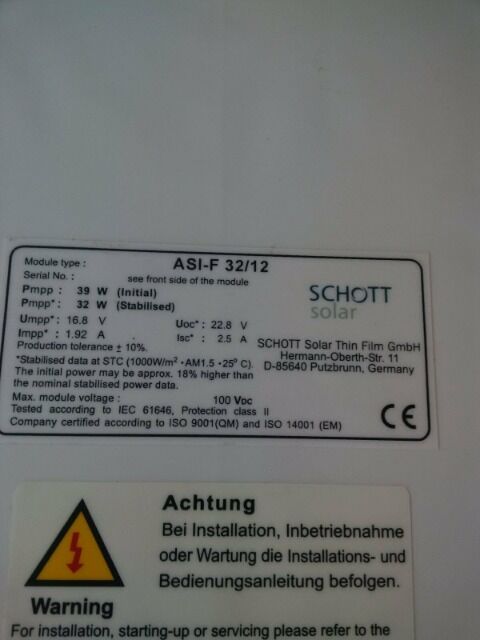 Module type : ASI-F 32/12
Serial No. : see front side of the module
Pmpp : 39 W (Initial)
Pmpp* : 32 W (Stabilised)
Umpp* : 16.8 V Uoc* : 22.8 V
Impp* : 1.92 A Isc* : 2.5 A
Production tolerance ± 10%.
SCHOTT
solar
SCHOTT Solar Thin Film GmbH
Hermann-Oberth-Str. 11
D-85640 Putzbrunn, Germany
*Stabilised data at STC (1000W/m² • AM1.5 • 25° C).
The initial power may be approx. 18% higher than
the nominal stabilised power data.
Max. module voltage : 100 Voc
Tested according to IEC 61646, Protection class II
Company certified according to ISO 9001(QM) and ISO 14001 (EM)
CE
Achtung
Bei Installation, Inbetriebnahme
oder Wartung die Installations- und
Bedienungsanleitung befolgen.
Warning
For installation, starting-up or servicing please refer to the